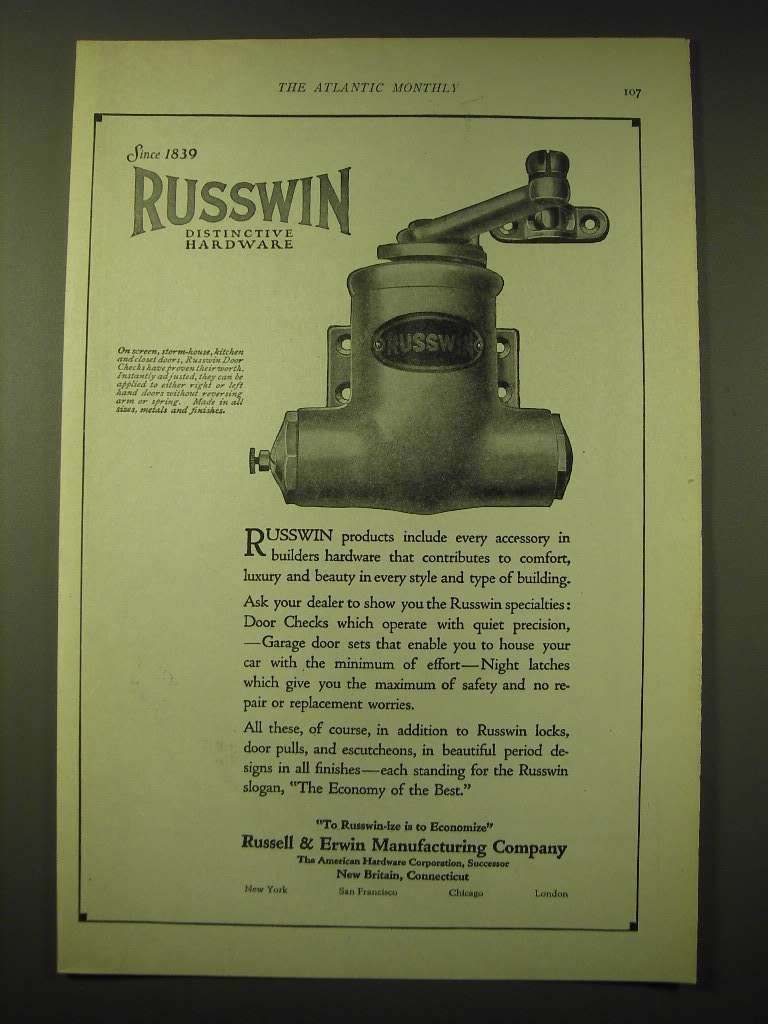 THE ATLANTIC MONTHLY
107
Since 1839
RUSSWIN
DISTINCTIVE
HARDWARE
RUSSWIN
On screen, storm-house, kitchen
and closet doors, Russwin Door
Checks have proven their worth.
Instantly adjusted, they can be
applied to either right or left
hand doors without reversing
arm or spring. Made in all
sizes, metals and finishes.
RUSSWIN products include every accessory in
builders hardware that contributes to comfort,
luxury and beauty in every style and type of building.
Ask your dealer to show you the Russwin specialties:
Door Checks which operate with quiet precision,
—Garage door sets that enable you to house your
car with the minimum of effort—Night latches
which give you the maximum of safety and no re-
pair or replacement worries.
All these, of course, in addition to Russwin locks,
door pulls, and escutcheons, in beautiful period de-
signs in all finishes—each standing for the Russwin
slogan, "The Economy of the Best."
"To Russwin-ize is to Economize"
Russell & Erwin Manufacturing Company
The American Hardware Corporation, Successor
New Britain, Connecticut
New York San Francisco Chicago London